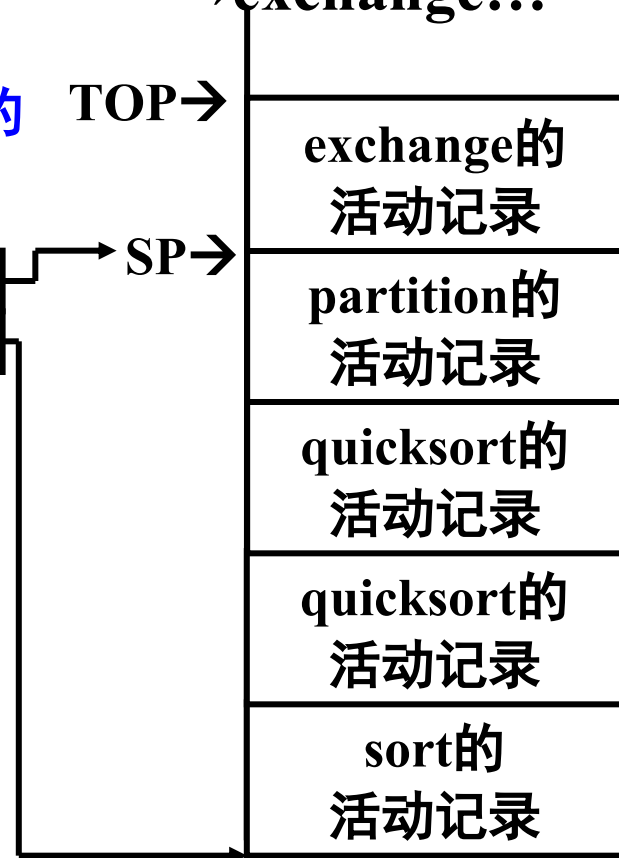 exchange…
的
TOP→
exchange的
活动记录
SP→
partition的
活动记录
quicksort的
活动记录
quicksort的
活动记录
sort的
活动记录